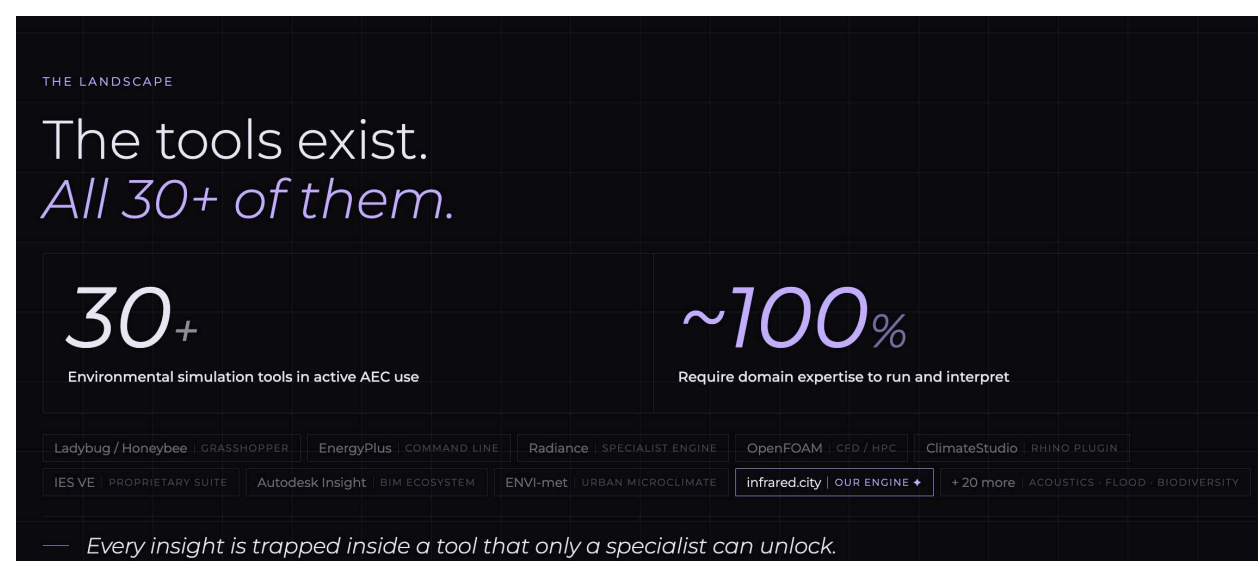 THE LANDSCAPE
The tools exist.
All 30+ of them.
30+
Environmental simulation tools in active AEC use
~100%
Require domain expertise to run and interpret
Ladybug / Honeybee | GRASSHOPPER
EnergyPlus | COMMAND LINE
Radiance | SPECIALIST ENGINE
OpenFOAM | CFD / HPC
ClimateStudio | RHINO PLUGIN
IES VE | PROPRIETARY SUITE
Autodesk Insight | BIM ECOSYSTEM
ENVI-met | URBAN MICROCLIMATE
infrared.city | OUR ENGINE ✦
+ 20 more | ACOUSTICS · FLOOD · BIODIVERSITY
— Every insight is trapped inside a tool that only a specialist can unlock.